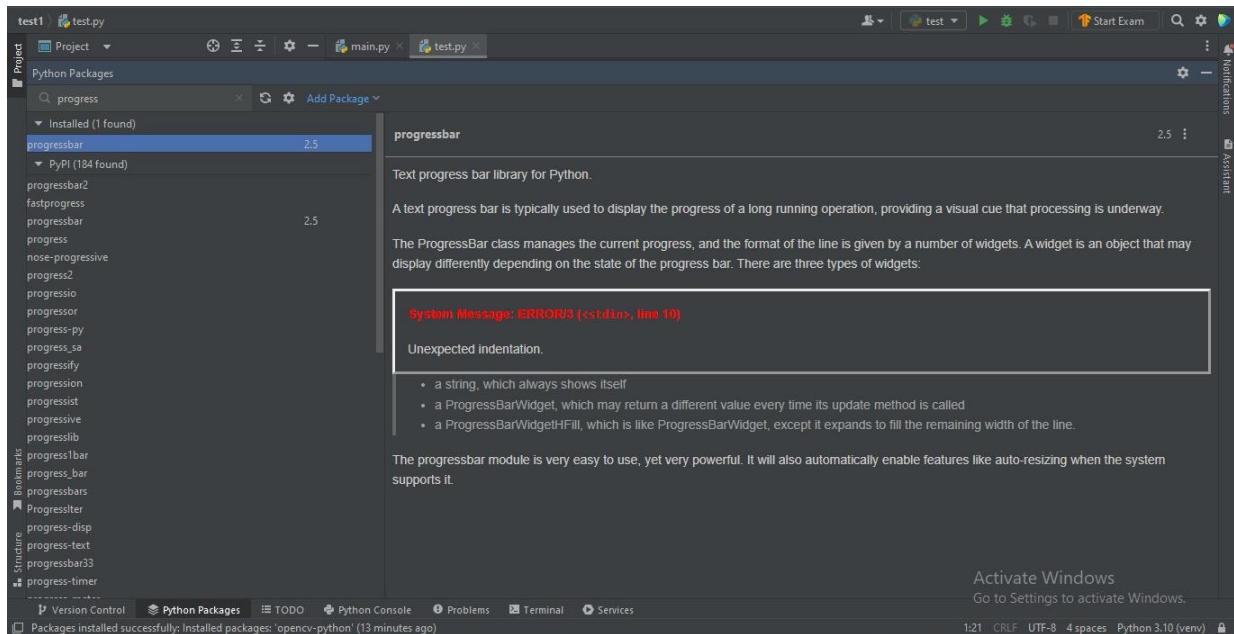 test1 test.py
test
Start Exam
Project
main.py
test.py
Python Packages
progress
Add Package
Installed (1 found)
progressbar 2.5
PyPI (184 found)
progressbar2
fastprogress
progressbar 2.5
progress
nose-progressive
progress2
progressio
progressor
progress-py
progress_sa
progressify
progression
progressist
progressive
progresslib
progress1bar
progress_bar
progressbars
ProgressIter
progress-disp
progress-text
progressbar33
progress-timer
progressbar 2.5
Text progress bar library for Python.
A text progress bar is typically used to display the progress of a long running operation, providing a visual cue that processing is underway.
The ProgressBar class manages the current progress, and the format of the line is given by a number of widgets. A widget is an object that may
display differently depending on the state of the progress bar. There are three types of widgets:
System Message: ERROR/3 (<stdin>, line 10)
Unexpected indentation.
• a string, which always shows itself
• a ProgressBarWidget, which may return a different value every time its update method is called
• a ProgressBarWidgetHFill, which is like ProgressBarWidget, except it expands to fill the remaining width of the line.
The progressbar module is very easy to use, yet very powerful. It will also automatically enable features like auto-resizing when the system
supports it.
Activate Windows
Go to Settings to activate Windows.
Project
Bookmarks
Structure
Notifications
Assistant
Version Control Python Packages TODO Python Console Problems Terminal Services
Packages installed successfully: Installed packages: 'opencv-python' (13 minutes ago)
1:21 CRLF UTF-8 4 spaces Python 3.10 (venv)